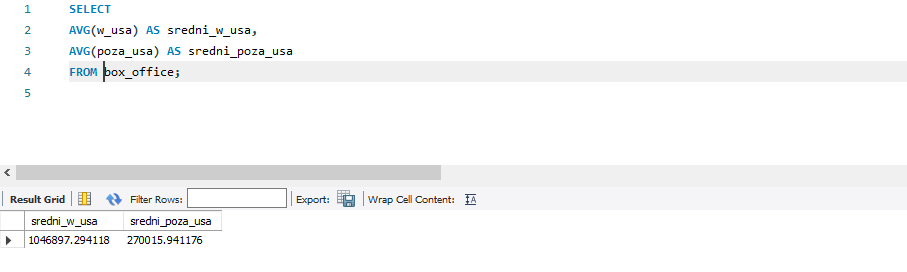 1 SELECT
2 AVG(w_usa) AS sredni_w_usa,
3 AVG(poza_usa) AS sredni_poza_usa
4 FROM box_office;
5
Result Grid Filter Rows: Export: Wrap Cell Content:
sredni_w_usa sredni_poza_usa
1046897.294118 270015.941176